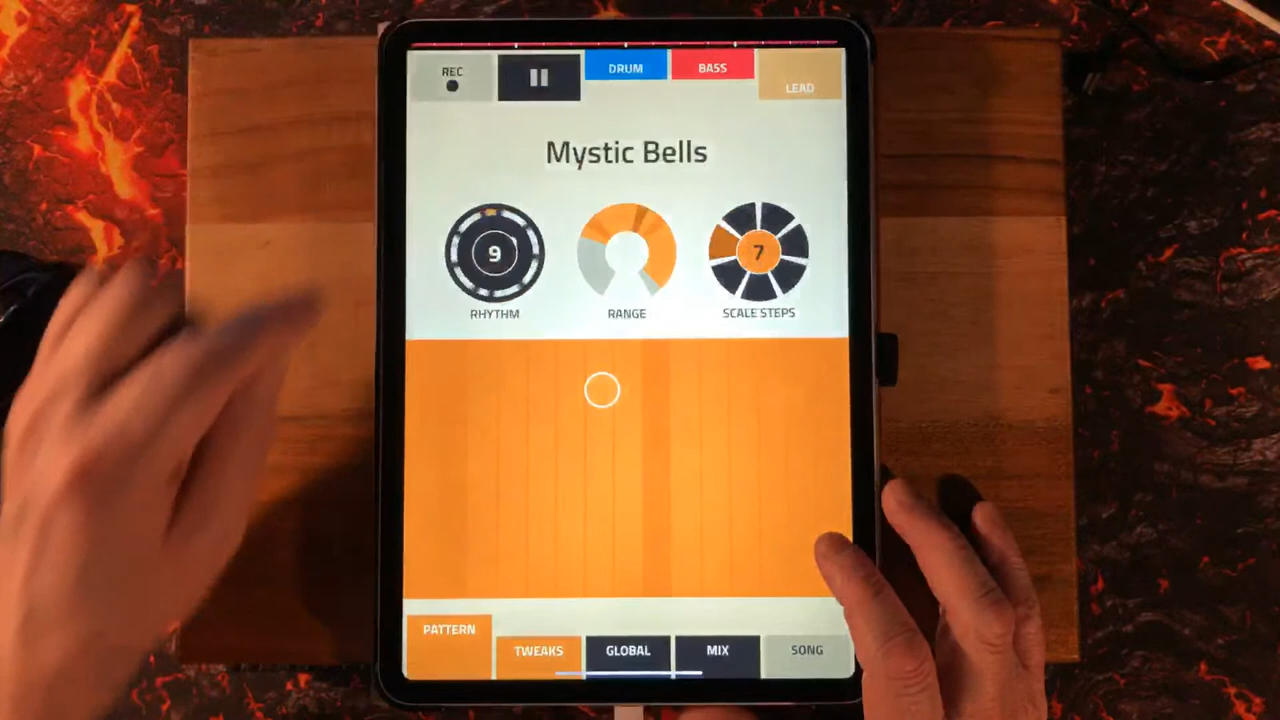 REC
DRUM
BASS
LEAD
Mystic Bells
9
7
RHYTHM
RANGE
SCALE STEPS
PATTERN
TWEAKS
GLOBAL
MIX
SONG